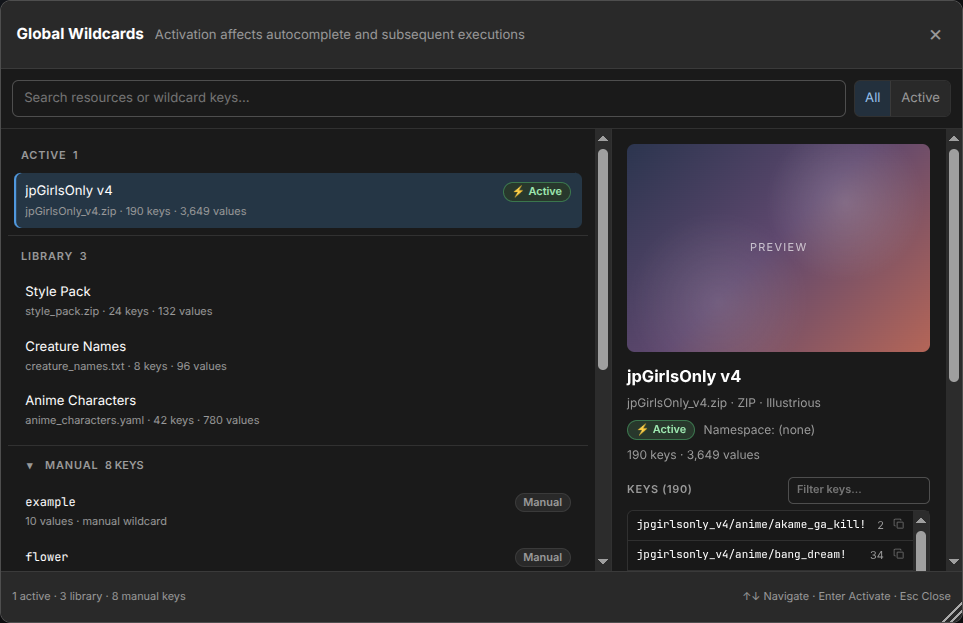 Global Wildcards Activation affects autocomplete and subsequent executions
Search resources or wildcard keys... All Active
ACTIVE 1
jpGirlsOnly v4 ⚡ Active
jpGirlsOnly_v4.zip · 190 keys · 3,649 values
LIBRARY 3
Style Pack
style_pack.zip · 24 keys · 132 values
Creature Names
creature_names.txt · 8 keys · 96 values
Anime Characters
anime_characters.yaml · 42 keys · 780 values
▼ MANUAL 8 KEYS
example Manual
10 values · manual wildcard
flower Manual
PREVIEW
jpGirlsOnly v4
jpGirlsOnly_v4.zip · ZIP · Illustrious
⚡ Active Namespace: (none)
190 keys · 3,649 values
KEYS (190) Filter keys...
jpgirlsonly_v4/anime/akame_ga_kill! 2
jpgirlsonly_v4/anime/bang_dream! 34
1 active · 3 library · 8 manual keys ↑↓ Navigate · Enter Activate · Esc Close